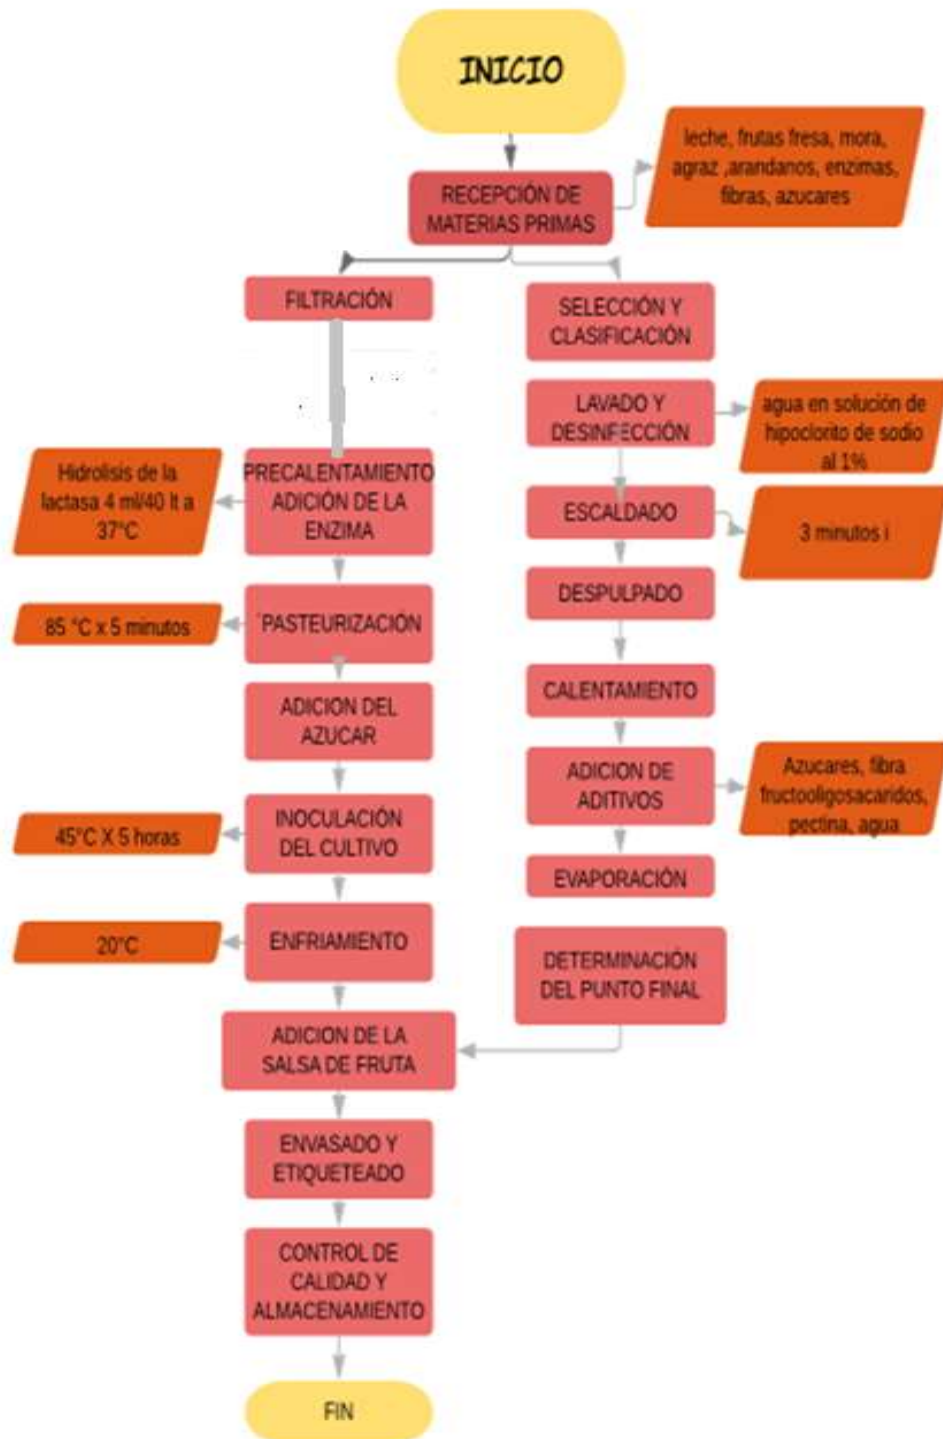 INICIO
RECEPCIÓN DE
MATERIAS PRIMAS
leche, frutas fresa, mora,
agraz ,arandanos, enzimas,
fibras, azucares
FILTRACIÓN
PRECALENTAMIENTO
ADICIÓN DE LA
ENZIMA
Hidrolisis de la
lactasa 4 ml/40 lt a
37°C
PASTEURIZACIÓN
85 °C x 5 minutos
ADICION DEL
AZUCAR
INOCULACIÓN
DEL CULTIVO
45°C X 5 horas
ENFRIAMIENTO
20°C
SELECCIÓN Y
CLASIFICACIÓN
LAVADO Y
DESINFECCIÓN
agua en solución de
hipoclorito de sodio
al 1%
ESCALDADO
3 minutos i
DESPULPADO
CALENTAMIENTO
ADICION DE
ADITIVOS
Azucares, fibra
fructooligosacaridos,
pectina, agua
EVAPORACIÓN
DETERMINACIÓN
DEL PUNTO FINAL
ADICION DE LA
SALSA DE FRUTA
ENVASADO Y
ETIQUETEADO
CONTROL DE
CALIDAD Y
ALMACENAMIENTO
FIN